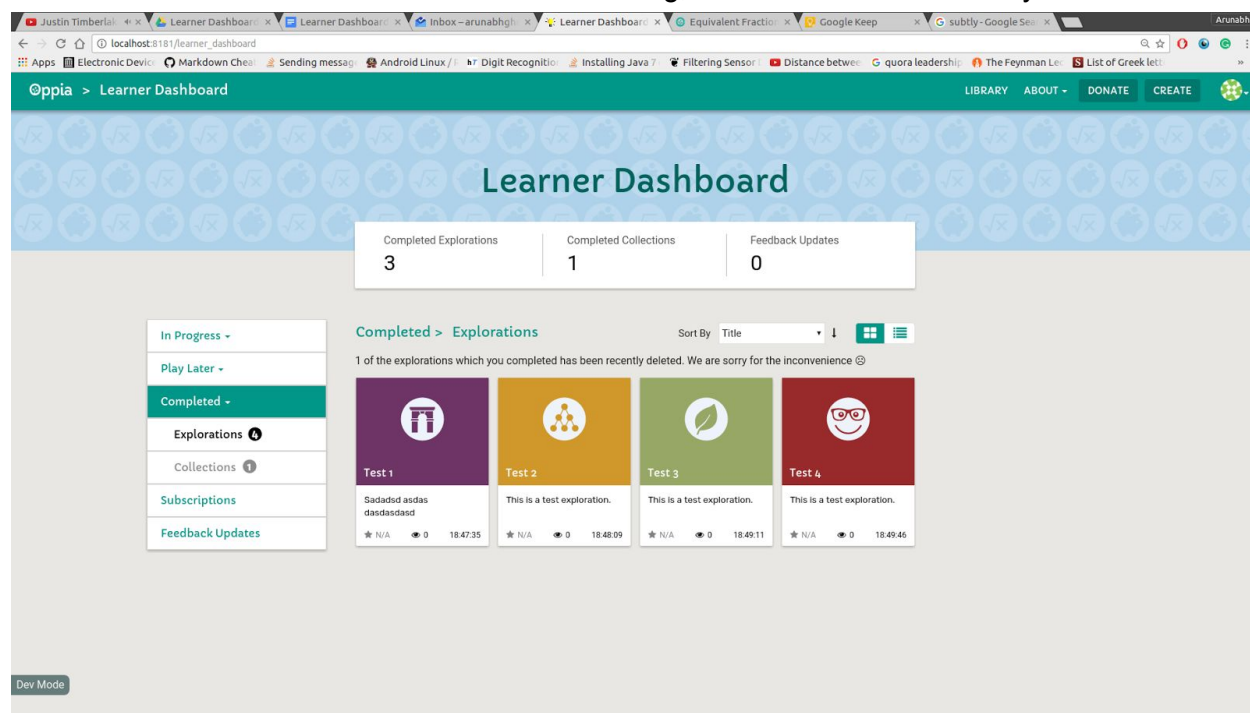 Justin Timberlak
Learner Dashboard
Learner Dashboard
Inbox – arunabhgh
Learner Dashboard
Equivalent Fraction
Google Keep
subtly - Google Sea
Arunabh
localhost:8181/learner_dashboard
Apps
Electronic Device
Markdown Cheat
Sending messag
Android Linux /
Digit Recognition
Installing Java 7
Filtering Sensor
Distance betwee
quora leadership
The Feynman Lec
List of Greek lett
Oppia > Learner Dashboard
LIBRARY
ABOUT
DONATE
CREATE
Learner Dashboard
Completed Explorations
3
Completed Collections
1
Feedback Updates
0
In Progress
Play Later
Completed
Explorations 4
Collections 1
Subscriptions
Feedback Updates
Completed > Explorations
Sort By Title
1 of the explorations which you completed has been recently deleted. We are sorry for the inconvenience ☹
Test 1
Sadadsd asdas
dasdasdasd
N/A 0 18:47:35
Test 2
This is a test exploration.
N/A 0 18:48:09
Test 3
This is a test exploration.
N/A 0 18:49:11
Test 4
This is a test exploration.
N/A 0 18:49:46
Dev Mode